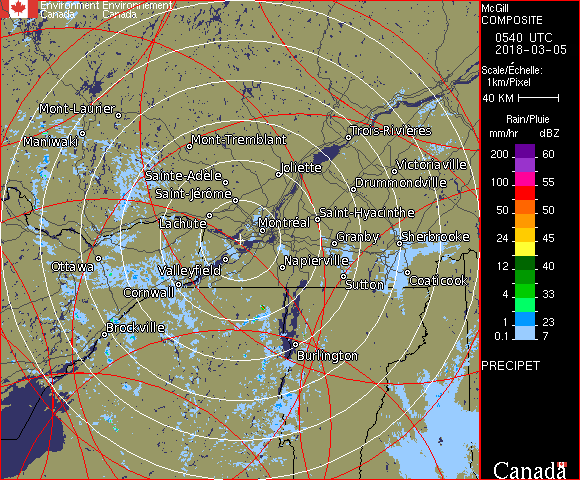 Environment Environnement
Canada Canada
Mont-Laurier
Maniwaki
Mont-Tremblant
Trois-Rivières
Joliette
Victoriaville
Sainte-Adèle
Drummondville
Saint-Jérôme
Lachute
Saint-Hyacinthe
Montréal
Granby
Sherbrooke
Ottawa
Valleyfield
Napierville
Cornwall
Sutton
Coaticook
Brockville
Burlington
McGill
COMPOSITE
0540 UTC
2018-03-05
Scale/Échelle:
1km/Pixel
40 KM
Rain/Pluie
mm/hr dBZ
200 60
100 55
50 50
24 45
12 40
4 33
1 23
0.1 7
PRECIPET
Canada